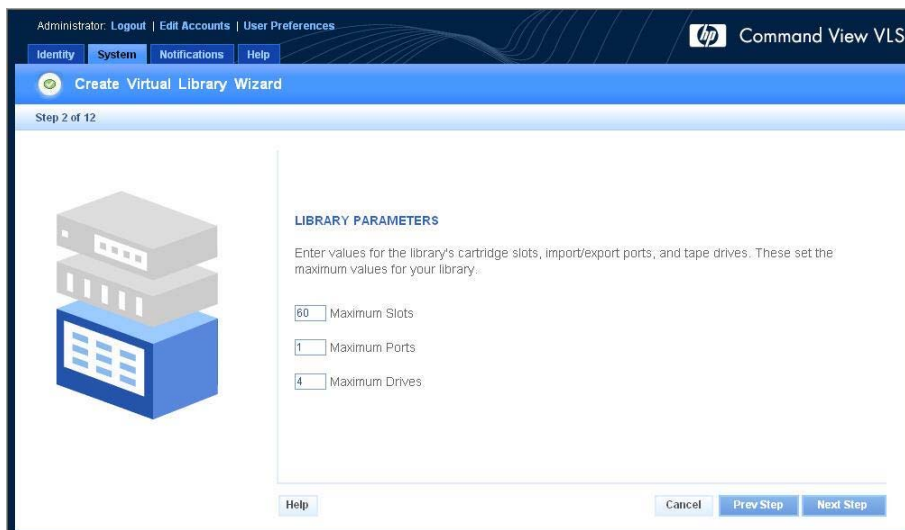 Administrator: Logout | Edit Accounts | User Preferences
hp Command View VLS
Identity System Notifications Help
Create Virtual Library Wizard
Step 2 of 12
LIBRARY PARAMETERS
Enter values for the library's cartridge slots, import/export ports, and tape drives. These set the
maximum values for your library.
60 Maximum Slots
1 Maximum Ports
4 Maximum Drives
Help Cancel Prev Step Next Step